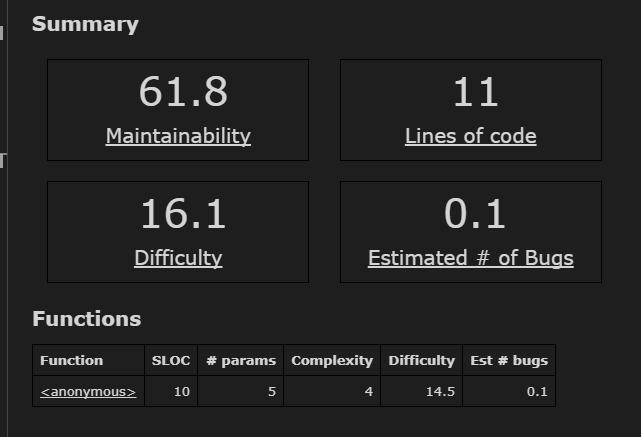 Summary
61.8 11
Maintainability Lines of code
16.1 0.1
Difficulty Estimated # of Bugs
Functions
Function SLOC # params Complexity Difficulty Est # bugs
<anonymous> 10 5 4 14.5 0.1